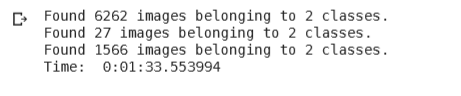 Found 6262 images belonging to 2 classes.
Found 27 images belonging to 2 classes.
Found 1566 images belonging to 2 classes.
Time:  0:01:33.553994